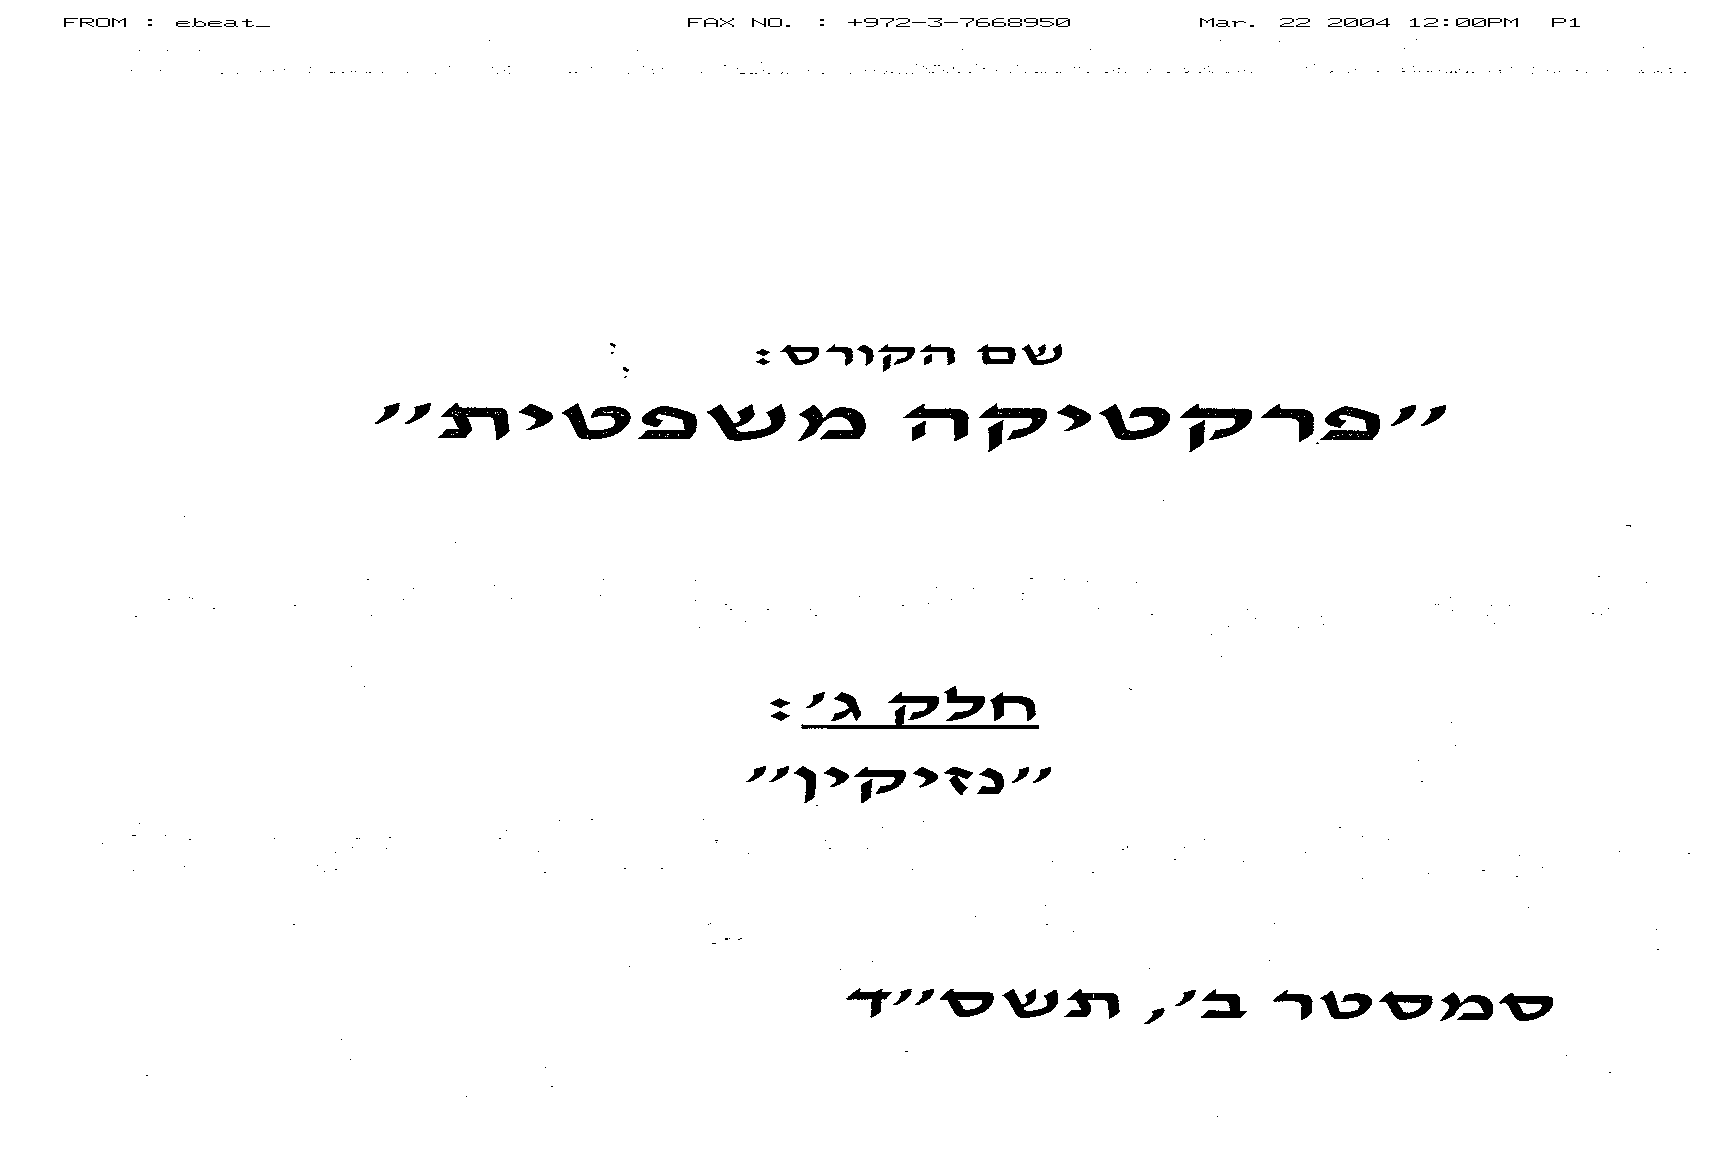 FROM : ebeat_ FAX NO. : +972-3-7668950 Mar. 22 2004 12:00PM P1
שם הקורס:
"פרקטיקה משפטית"
חלק ג':
"נזיקין"
סמסטר ב', תשס"ד